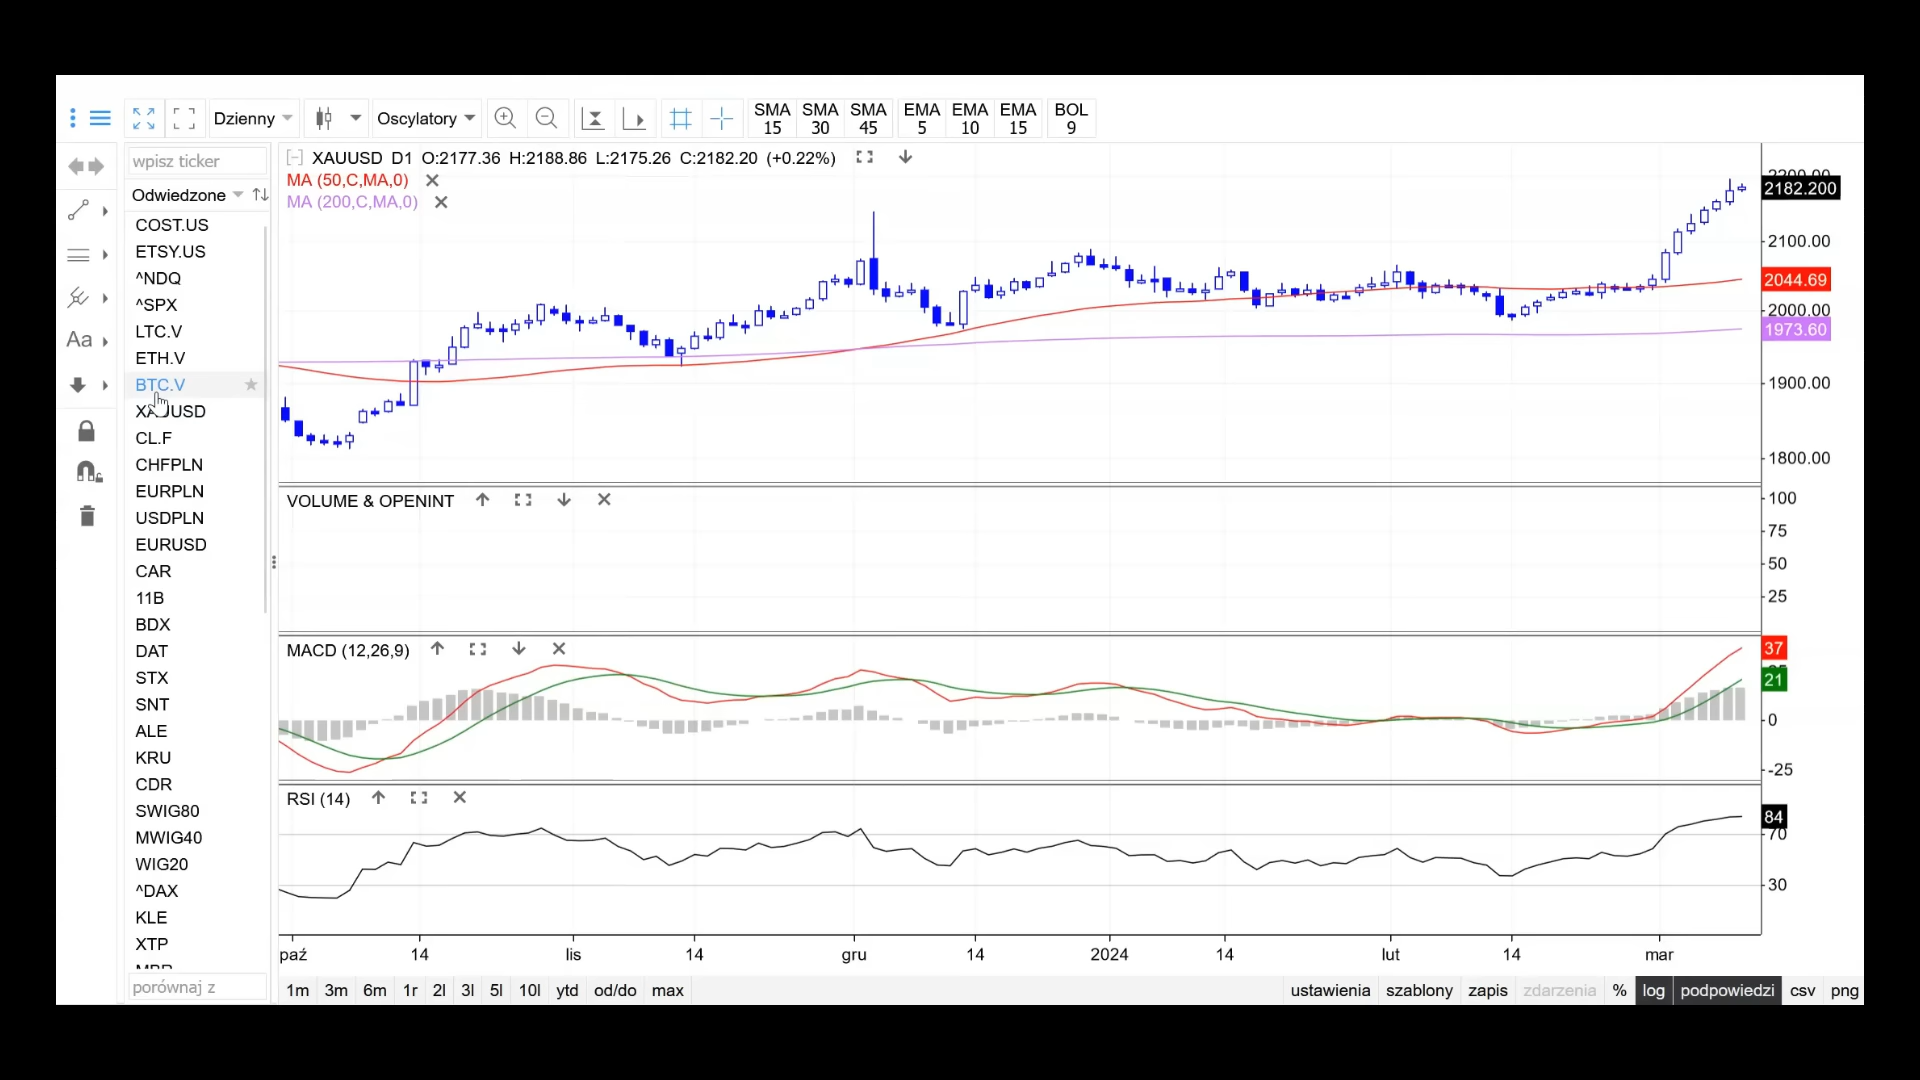 Dzienny
Oscylatory
SMA 15
SMA 30
SMA 45
EMA 5
EMA 10
EMA 15
BOL 9
wpisz ticker
Odwiedzone
COST.US
ETSY.US
^NDQ
^SPX
LTC.V
ETH.V
BTC.V
XAUUSD
CL.F
CHFPLN
EURPLN
USDPLN
EURUSD
CAR
11B
BDX
DAT
STX
SNT
ALE
KRU
CDR
SWIG80
MWIG40
WIG20
^DAX
KLE
XTP
porównaj z
Aa
XAUUSD D1 O:2177.36 H:2188.86 L:2175.26 C:2182.20 (+0.22%)
MA (50,C,MA,0)
MA (200,C,MA,0)
2200.00
2182.200
2100.00
2044.69
2000.00
1973.60
1900.00
1800.00
VOLUME & OPENINT
100
75
50
25
MACD (12,26,9)
37
21
0
-25
RSI (14)
84
70
30
paź 14 lis 14 gru 14 2024 14 lut 14 mar
1m 3m 6m 1r 2l 3l 5l 10l ytd od/do max
ustawienia szablony zapis zdarzenia % log podpowiedzi csv png